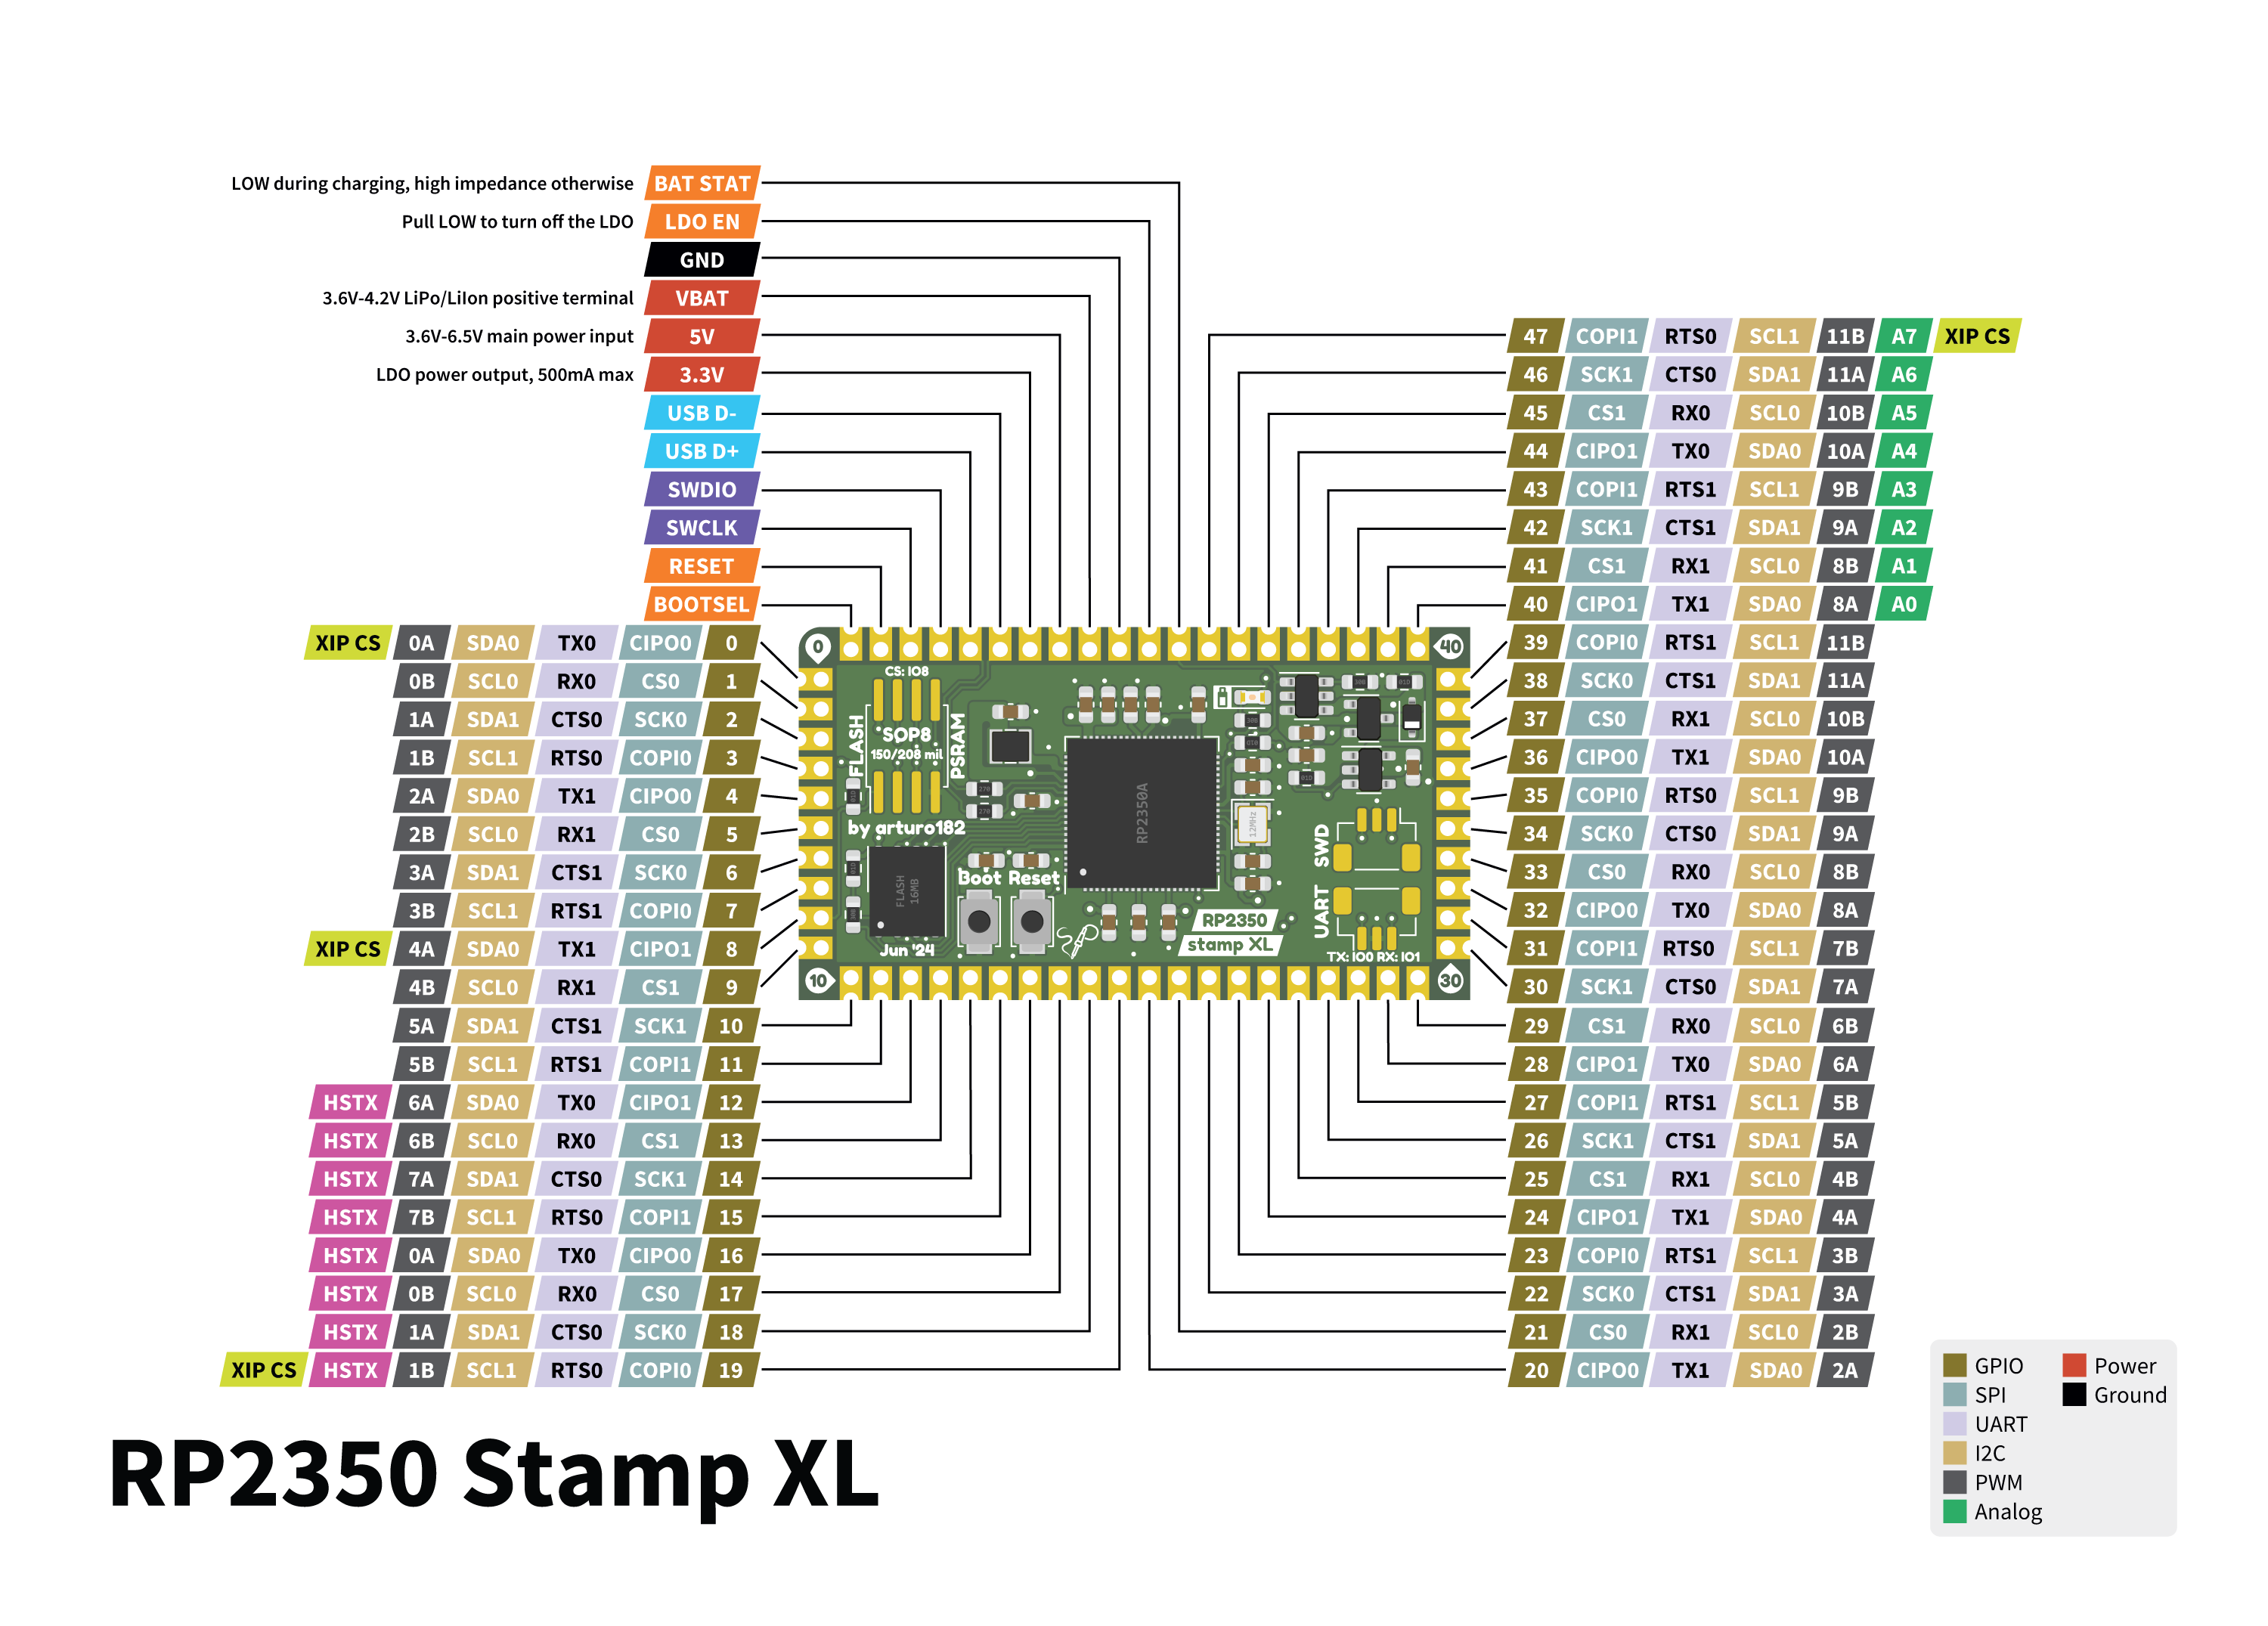 LOW during charging, high impedance otherwise BAT STAT
Pull LOW to turn off the LDO LDO EN
GND
3.6V-4.2V LiPo/LiIon positive terminal VBAT
3.6V-6.5V main power input 5V
LDO power output, 500mA max 3.3V
USB D-
USB D+
SWDIO
SWCLK
RESET
BOOTSEL
XIP CS 0A SDA0 TX0 CIPO0 0
0B SCL0 RX0 CS0 1
1A SDA1 CTS0 SCK0 2
1B SCL1 RTS0 COPI0 3
2A SDA0 TX1 CIPO0 4
2B SCL0 RX1 CS0 5
3A SDA1 CTS1 SCK0 6
3B SCL1 RTS1 COPI0 7
XIP CS 4A SDA0 TX1 CIPO1 8
4B SCL0 RX1 CS1 9
5A SDA1 CTS1 SCK1 10
5B SCL1 RTS1 COPI1 11
HSTX 6A SDA0 TX0 CIPO1 12
HSTX 6B SCL0 RX0 CS1 13
HSTX 7A SDA1 CTS0 SCK1 14
HSTX 7B SCL1 RTS0 COPI1 15
HSTX 0A SDA0 TX0 CIPO0 16
HSTX 0B SCL0 RX0 CS0 17
HSTX 1A SDA1 CTS0 SCK0 18
XIP CS HSTX 1B SCL1 RTS0 COPI0 19
0
40
CS: IO8
FLASH
SOP8
150/208 mil
PSRAM
by arturo182
FLASH
16MB
Jun '24
Boot Reset
RP2350A
12MHz
RP2350
stamp XL
SWD
UART
TX: IO0 RX: IO1
10
30
47 COPI1 RTS0 SCL1 11B A7 XIP CS
46 SCK1 CTS0 SDA1 11A A6
45 CS1 RX0 SCL0 10B A5
44 CIPO1 TX0 SDA0 10A A4
43 COPI1 RTS1 SCL1 9B A3
42 SCK1 CTS1 SDA1 9A A2
41 CS1 RX1 SCL0 8B A1
40 CIPO1 TX1 SDA0 8A A0
39 COPI0 RTS1 SCL1 11B
38 SCK0 CTS1 SDA1 11A
37 CS0 RX1 SCL0 10B
36 CIPO0 TX1 SDA0 10A
35 COPI0 RTS0 SCL1 9B
34 SCK0 CTS0 SDA1 9A
33 CS0 RX0 SCL0 8B
32 CIPO0 TX0 SDA0 8A
31 COPI1 RTS0 SCL1 7B
30 SCK1 CTS0 SDA1 7A
29 CS1 RX0 SCL0 6B
28 CIPO1 TX0 SDA0 6A
27 COPI1 RTS1 SCL1 5B
26 SCK1 CTS1 SDA1 5A
25 CS1 RX1 SCL0 4B
24 CIPO1 TX1 SDA0 4A
23 COPI0 RTS1 SCL1 3B
22 SCK0 CTS1 SDA1 3A
21 CS0 RX1 SCL0 2B
20 CIPO0 TX1 SDA0 2A
RP2350 Stamp XL
GPIO Power
SPI Ground
UART
I2C
PWM
Analog